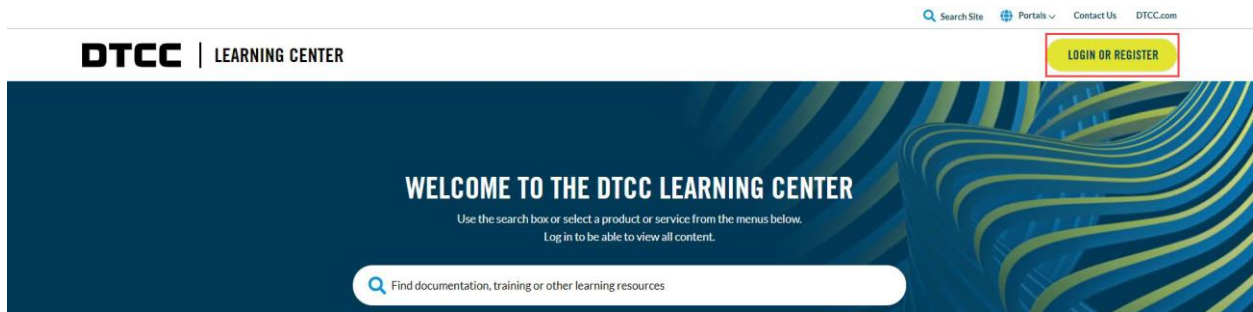 Search Site Portals Contact Us DTCC.com
DTCC | LEARNING CENTER
LOGIN OR REGISTER
WELCOME TO THE DTCC LEARNING CENTER
Use the search box or select a product or service from the menus below.
Log in to be able to view all content.
Find documentation, training or other learning resources